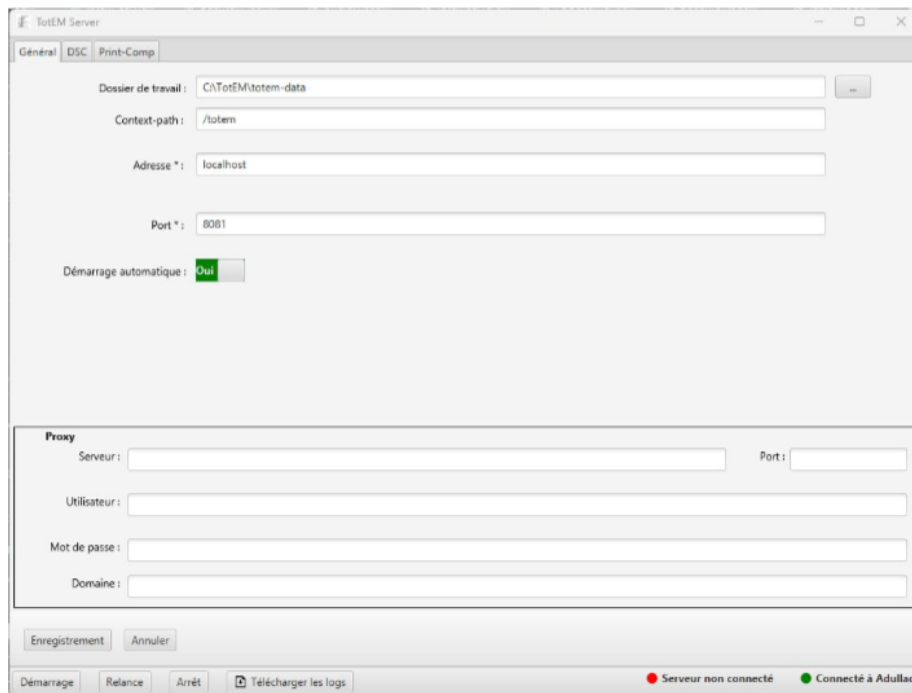 TotEM Server
Général DSC Print-Comp
Dossier de travail : C:\TotEM\totem-data ...
Context-path : /totem
Adresse * : localhost
Port * : 8081
Démarrage automatique : Oui
Proxy
Serveur : Port :
Utilisateur :
Mot de passe :
Domaine :
Enregistrement Annuler
Démarrage Relance Arrêt Télécharger les logs Serveur non connecté Connecté à Adullac